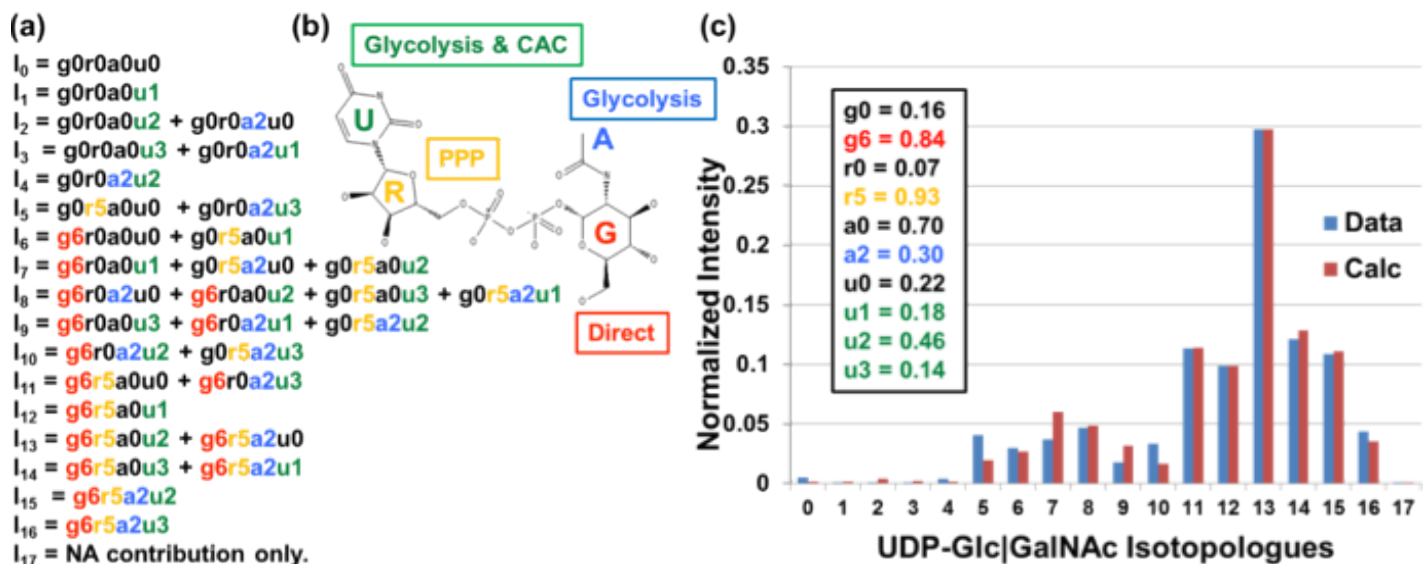 (a)
I₀ = g0r0a0u0
I₁ = g0r0a0u1
I₂ = g0r0a0u2 + g0r0a2u0
I₃ = g0r0a0u3 + g0r0a2u1
I₄ = g0r0a2u2
I₅ = g0r5a0u0 + g0r0a2u3
I₆ = g6r0a0u0 + g0r5a0u1
I₇ = g6r0a0u1 + g0r5a2u0 + g0r5a0u2
I₈ = g6r0a2u0 + g6r0a0u2 + g0r5a0u3 + g0r5a2u1
I₉ = g6r0a0u3 + g6r0a2u1 + g0r5a2u2
I₁₀ = g6r0a2u2 + g0r5a2u3
I₁₁ = g6r5a0u0 + g6r0a2u3
I₁₂ = g6r5a0u1
I₁₃ = g6r5a0u2 + g6r5a2u0
I₁₄ = g6r5a0u3 + g6r5a2u1
I₁₅ = g6r5a2u2
I₁₆ = g6r5a2u3
I₁₇ = NA contribution only.
(b)
Glycolysis & CAC
Glycolysis
PPP
Direct
U
R
A
G
O
O
N
N
O
O
O
O
O
P
O
O
O
P
O
O
O
O
N
O
O
O
O
(c)
Normalized Intensity
0.35
0.3
0.25
0.2
0.15
0.1
0.05
0
g0 = 0.16
g6 = 0.84
r0 = 0.07
r5 = 0.93
a0 = 0.70
a2 = 0.30
u0 = 0.22
u1 = 0.18
u2 = 0.46
u3 = 0.14
Data
Calc
0 1 2 3 4 5 6 7 8 9 10 11 12 13 14 15 16 17
UDP-Glc|GalNAc Isotopologues